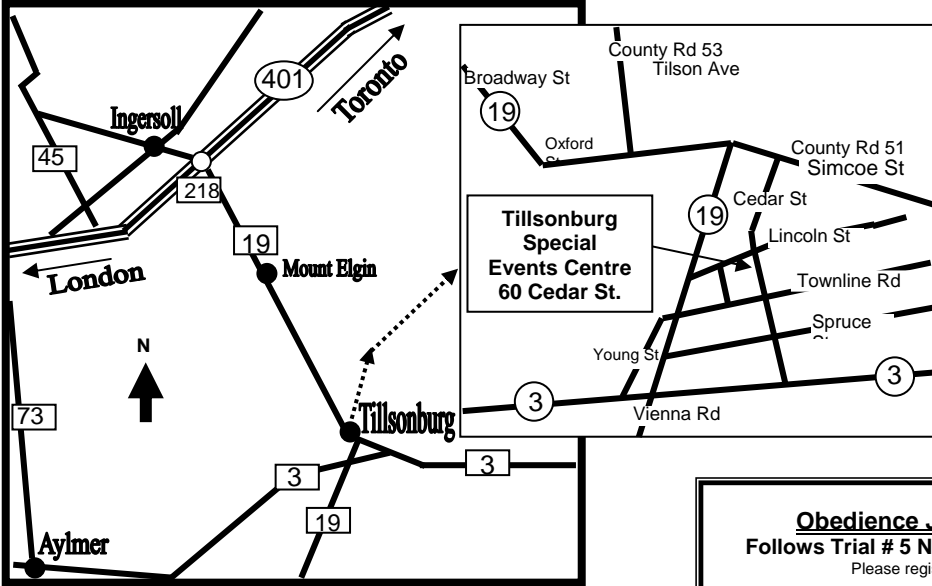 401
Toronto
Ingersoll
45
218
19
Mount Elgin
London
N
73
Tillsonburg
3
3
19
Aylmer
County Rd 53
Tilson Ave
Broadway St
19
Oxford
County Rd 51
Simcoe St
Cedar St
19
Lincoln St
Tillsonburg
Special
Events Centre
60 Cedar St.
Townline Rd
Spruce
Young St
3
3
Vienna Rd
Obedience
Follows Trial # 5
Please